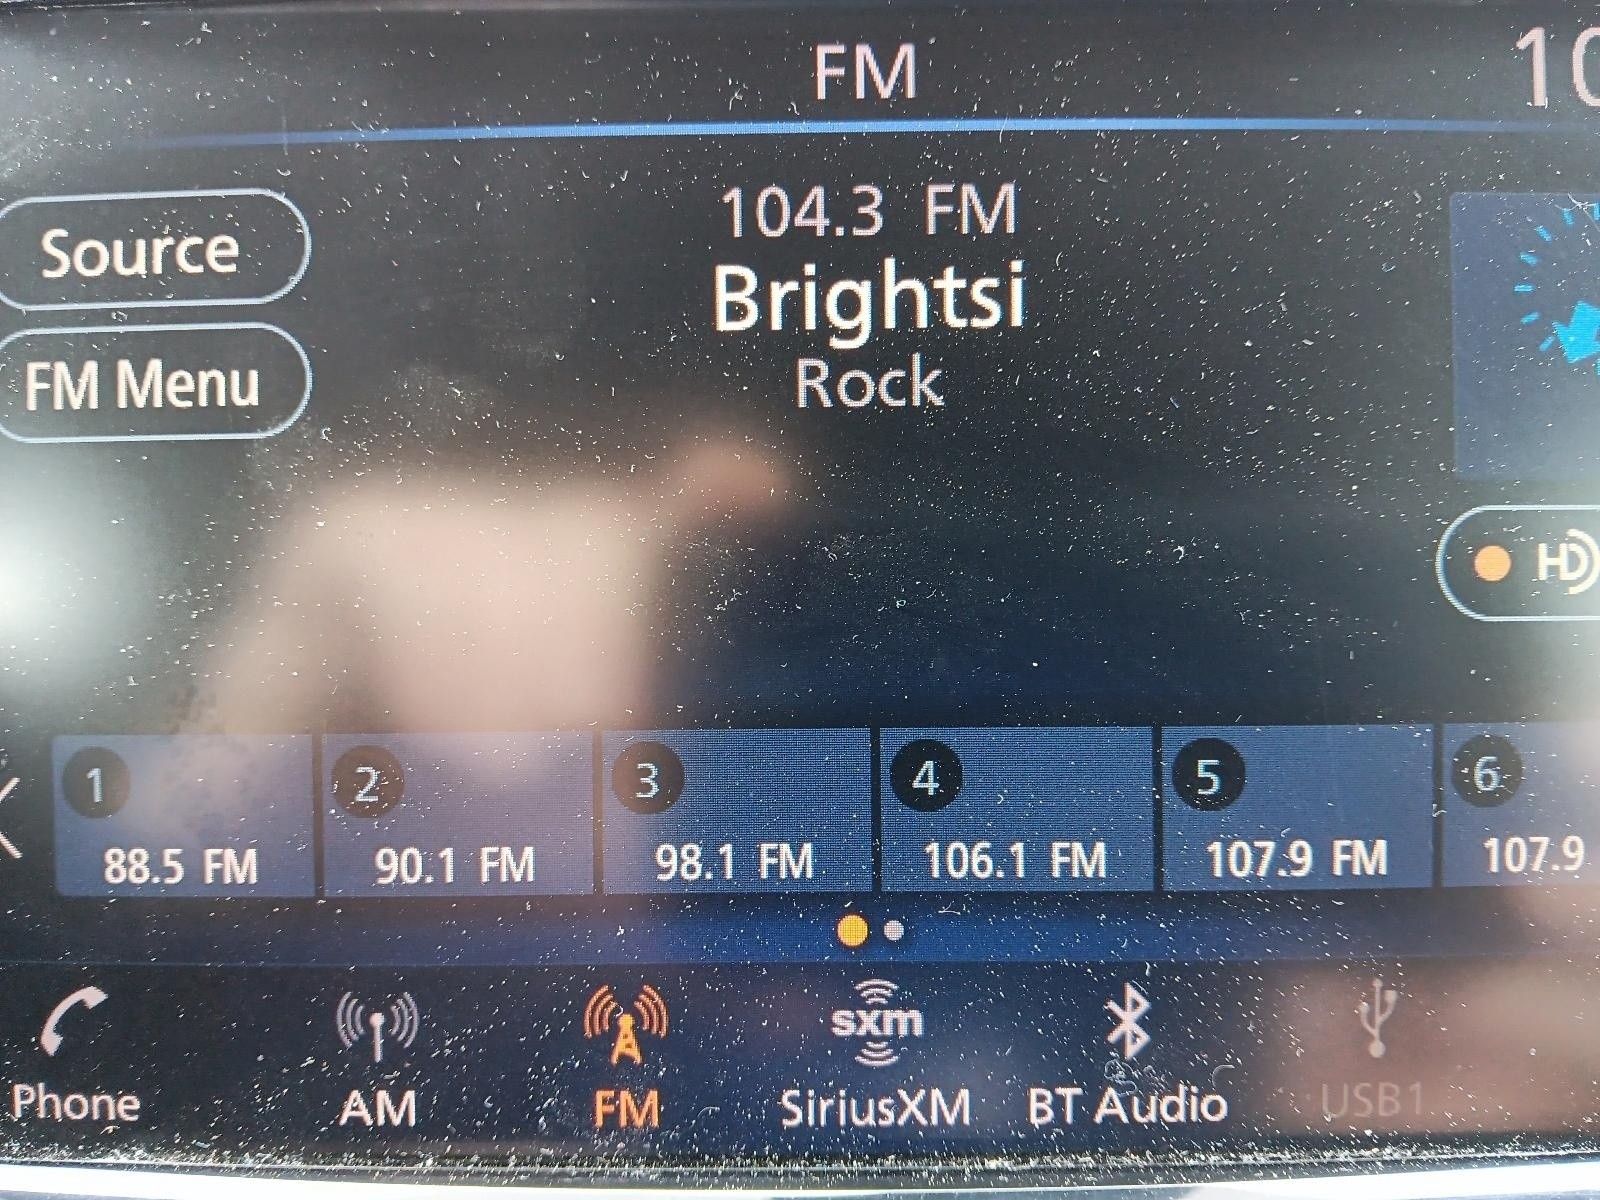 FM
10
Source
104.3 FM
Brightsi
Rock
FM Menu
HD
1
2
3
4
5
6
88.5 FM
90.1 FM
98.1 FM
106.1 FM
107.9 FM
107.9
sxm
Phone
AM
FM
SiriusXM
BT Audio
USB1